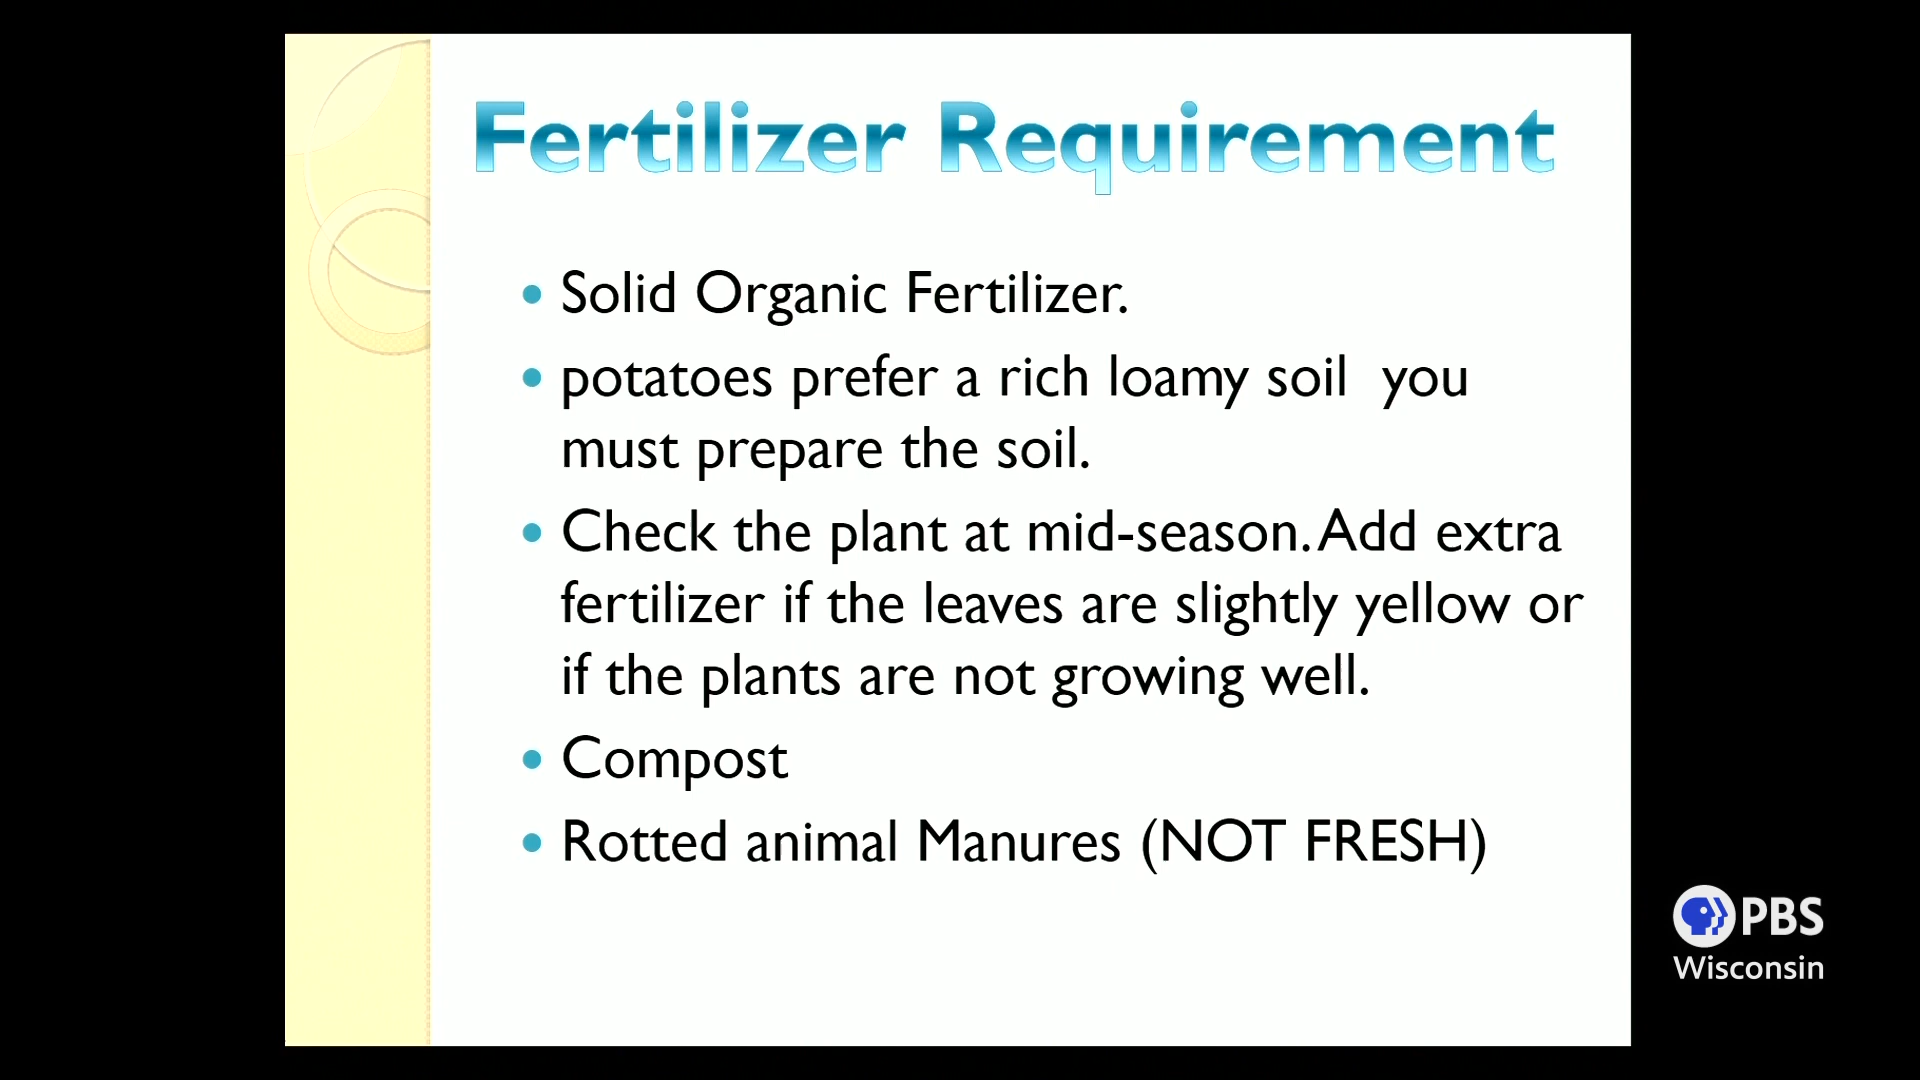 Fertilizer Requirement
• Solid Organic Fertilizer.
• potatoes prefer a rich loamy soil  you
must prepare the soil.
• Check the plant at mid-season. Add extra
fertilizer if the leaves are slightly yellow or
if the plants are not growing well.
• Compost
• Rotted animal Manures (NOT FRESH)
PBS
Wisconsin